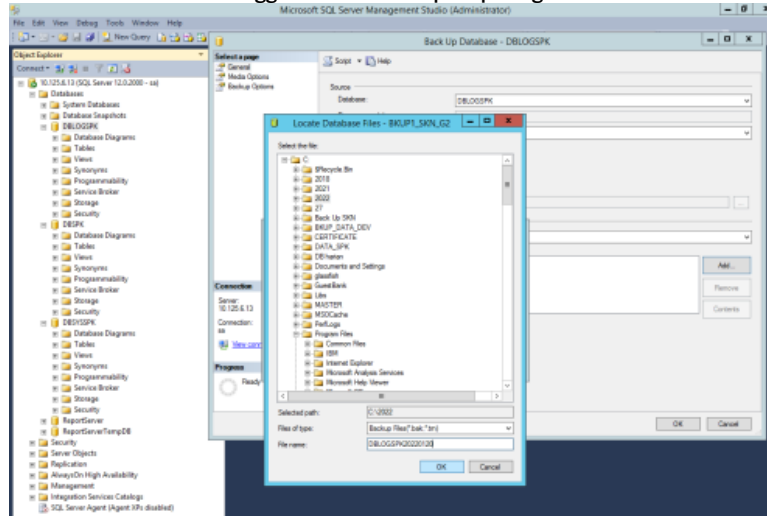 Microsoft SQL Server Management Studio (Administrator)
File Edit View Debug Tools Window Help
New Query
Object Explorer
Connect
10.125.6.13 (SQL Server 12.0.2000 - sa)
Databases
System Databases
Database Snapshots
DBLOGSPK
Database Diagrams
Tables
Views
Synonyms
Programmability
Service Broker
Storage
Security
DBSPK
Database Diagrams
Tables
Views
Synonyms
Programmability
Service Broker
Storage
Security
DBSYSSPK
Database Diagrams
Tables
Views
Synonyms
Programmability
Service Broker
Storage
Security
ReportServer
ReportServerTempDB
Security
Server Objects
Replication
AlwaysOn High Availability
Management
Integration Services Catalogs
SQL Server Agent (Agent XPs disabled)
Back Up Database - DBLOGSPK
Select a page
General
Media Options
Backup Options
Script Help
Source
Database:
DBLOGSPK
Connection
Server:
10.125.6.13
Connection:
sa
Progress
Ready
Add...
Remove
Contents
OK Cancel
Locate Database Files - BKUP1_SKN_G2
Select the file:
C:
$Recycle.Bin
2018
2021
2022
27
Back Up SKN
BKUP_DATA_DEV
CERTIFICATE
DATA_SPK
DB hanan
Documents and Settings
glassfish
Guest Bank
Libs
MASTER
MSOCache
PerfLogs
Program Files
Common Files
IBM
Internet Explorer
Microsoft Analysis Services
Microsoft Help Viewer
Selected path:
C:\2022
Files of type:
Backup Files(*.bak;*.trn)
File name:
DBLOGSPK20220120
OK Cancel